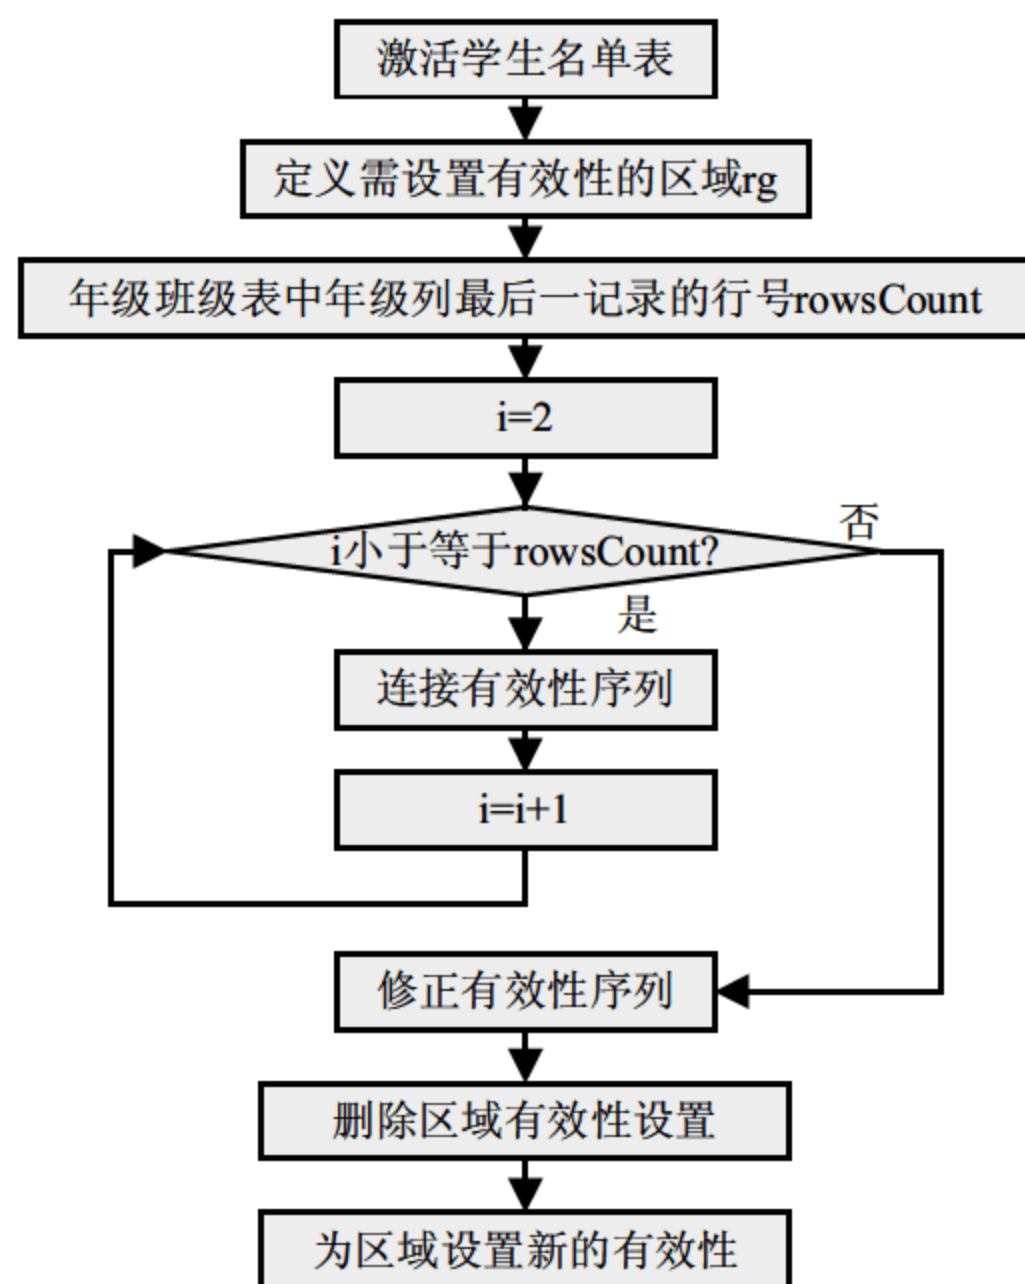 激活学生名单表
定义需设置有效性的区域rg
年级班级表中年级列最后一记录的行号rowsCount
i=2
否
i小于等于rowsCount?
是
连接有效性序列
i=i+1
修正有效性序列
删除区域有效性设置
为区域设置新的有效性